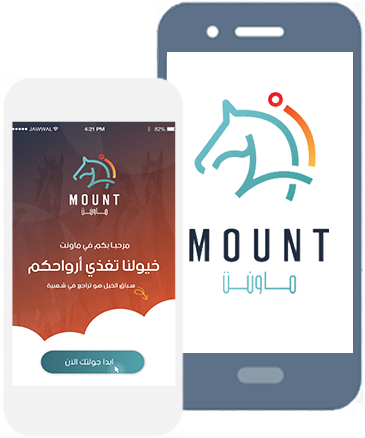 JAWWAL 4:21 PM 82%
MOUNT
ماونت
مرحبا بكم في ماونت
خيولنا تغذي أرواحكم
سباق الخيل هو تراجع في شعبية
ابدا جولتك الان
MOUNT
ماونت